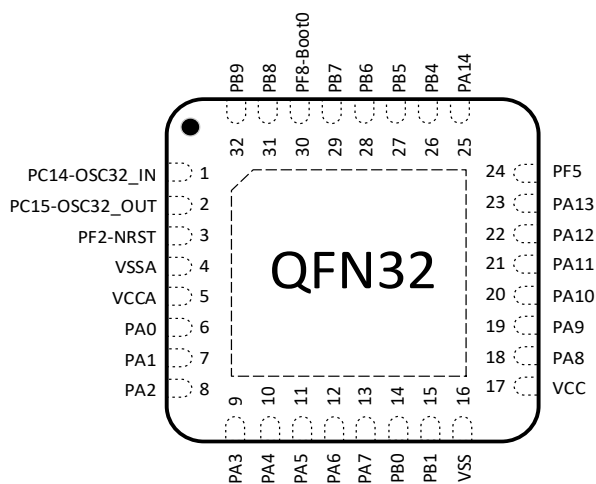 PB9
PB8
PF8-Boot0
PB7
PB6
PB5
PB4
PA14
32
31
30
29
28
27
26
25
PC14-OSC32_IN 1
PC15-OSC32_OUT 2
PF2-NRST 3
VSSA 4
VCCA 5
PA0 6
PA1 7
PA2 8
QFN32
24 PF5
23 PA13
22 PA12
21 PA11
20 PA10
19 PA9
18 PA8
17 VCC
9
10
11
12
13
14
15
16
PA3
PA4
PA5
PA6
PA7
PB0
PB1
VSS